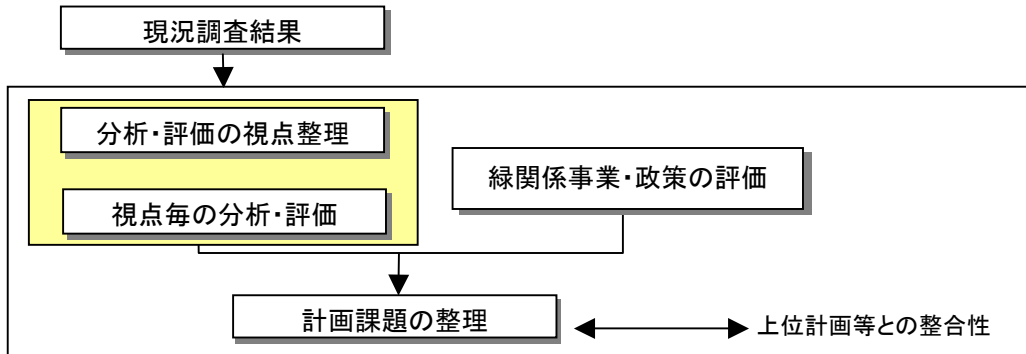 現況調査結果
分析・評価の視点整理
緑関係事業・政策の評価
視点毎の分析・評価
計画課題の整理
上位計画等との整合性